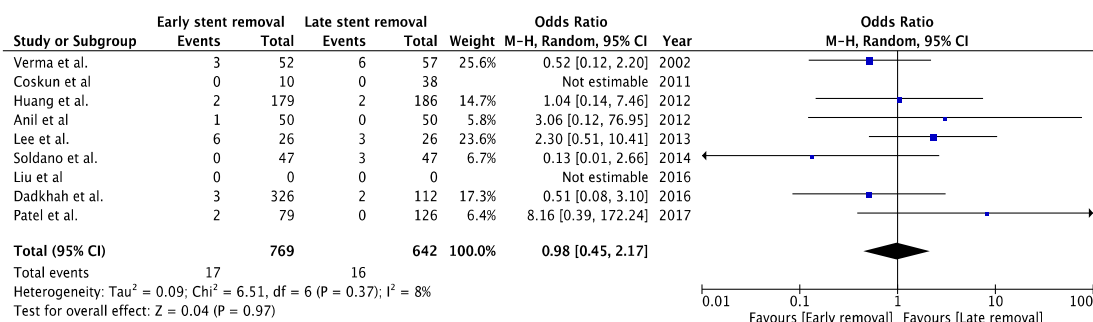 Early stent removal Late stent removal Odds Ratio Odds Ratio
Study or Subgroup Events Total Events Total Weight M-H, Random, 95% CI Year M-H, Random, 95% CI
Verma et al. 3 52 6 57 25.6% 0.52 [0.12, 2.20] 2002
Coskun et al 0 10 0 38 Not estimable 2011
Huang et al. 2 179 2 186 14.7% 1.04 [0.14, 7.46] 2012
Anil et al 1 50 0 50 5.8% 3.06 [0.12, 76.95] 2012
Lee et al. 6 26 3 26 23.6% 2.30 [0.51, 10.41] 2013
Soldano et al. 0 47 3 47 6.7% 0.13 [0.01, 2.66] 2014
Liu et al 0 0 0 0 Not estimable 2016
Dadkhah et al. 3 326 2 112 17.3% 0.51 [0.08, 3.10] 2016
Patel et al. 2 79 0 126 6.4% 8.16 [0.39, 172.24] 2017
Total (95% CI) 769 642 100.0% 0.98 [0.45, 2.17]
Total events 17 16
Heterogeneity: Tau² = 0.09; Chi² = 6.51, df = 6 (P = 0.37); I² = 8%
Test for overall effect: Z = 0.04 (P = 0.97)
0.01 0.1 1 10 100
Favours [Early removal] Favours [Late removal]